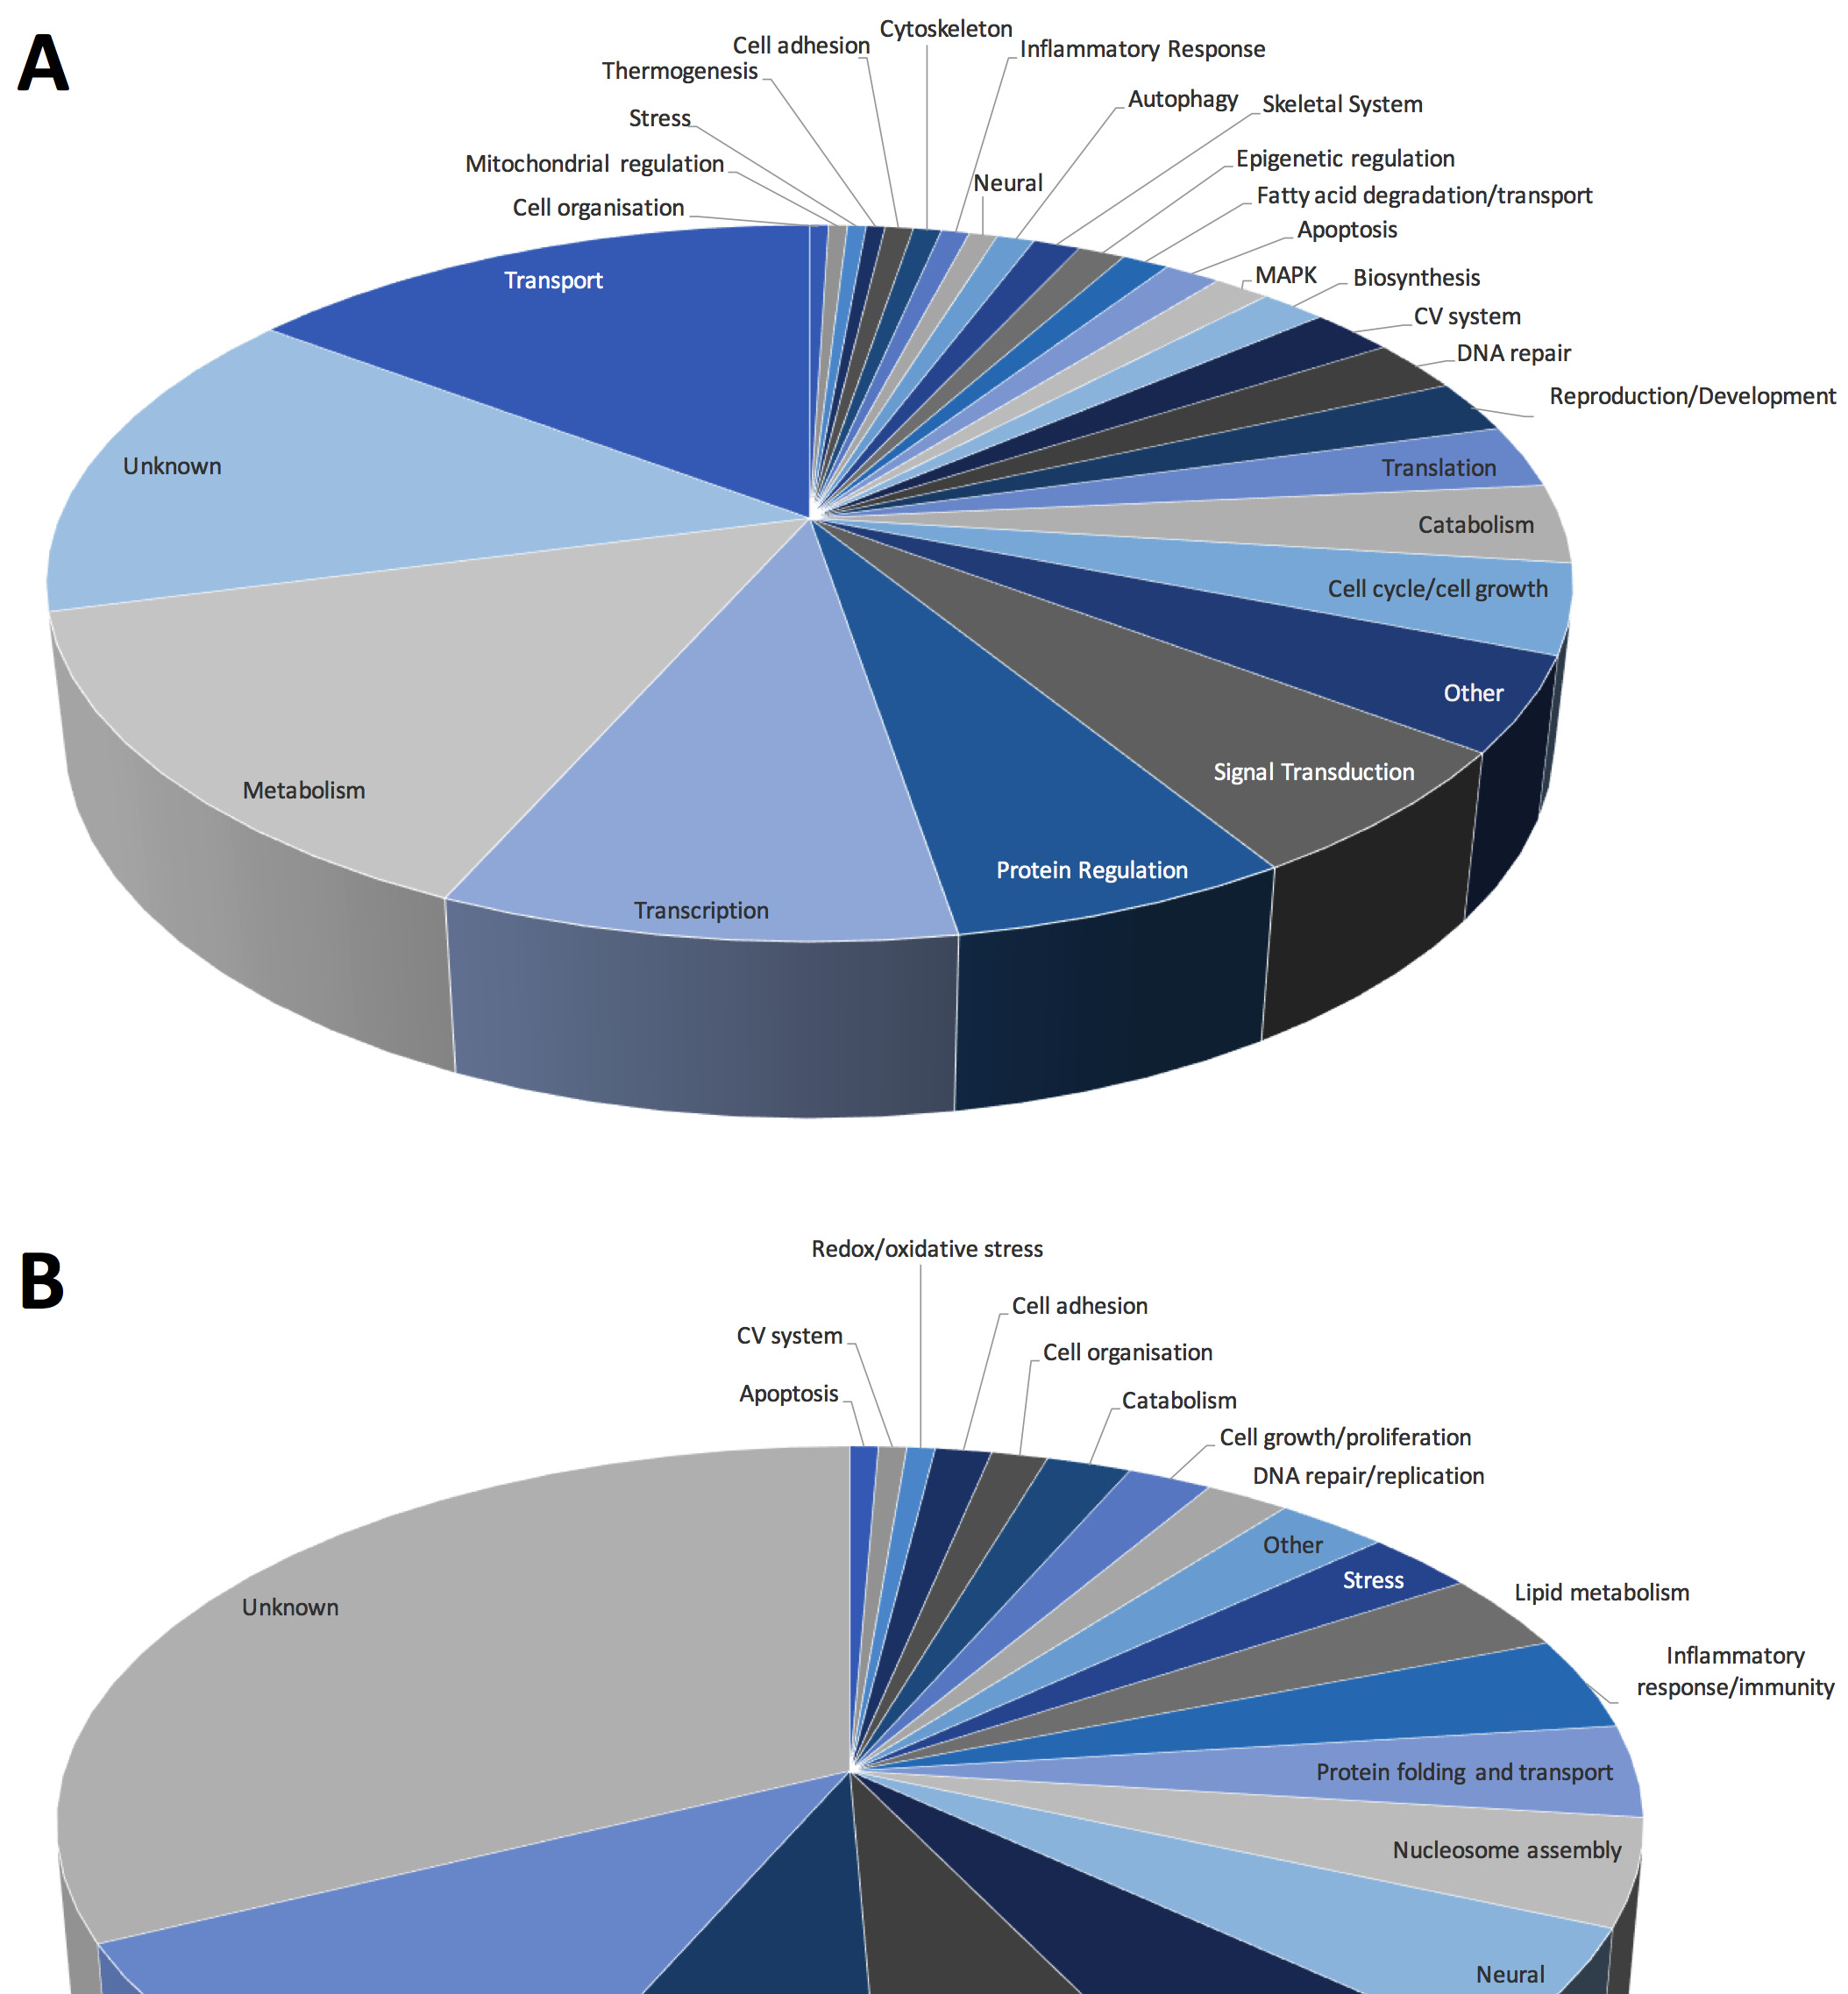 A
Cytoskeleton
Cell adhesion
Inflammatory Response
Thermogenesis
Autophagy
Skeletal System
Stress
Epigenetic regulation
Mitochondrial regulation
Neural
Fatty acid degradation/transport
Cell organisation
Apoptosis
MAPK
Biosynthesis
Transport
CV system
DNA repair
Reproduction/Development
Unknown
Translation
Catabolism
Cell cycle/cell growth
Other
Signal Transduction
Metabolism
Protein Regulation
Transcription
B
Redox/oxidative stress
Cell adhesion
CV system
Cell organisation
Apoptosis
Catabolism
Cell growth/proliferation
DNA repair/replication
Other
Stress
Lipid metabolism
Unknown
Inflammatory
response/immunity
Protein folding and transport
Nucleosome assembly
Neural